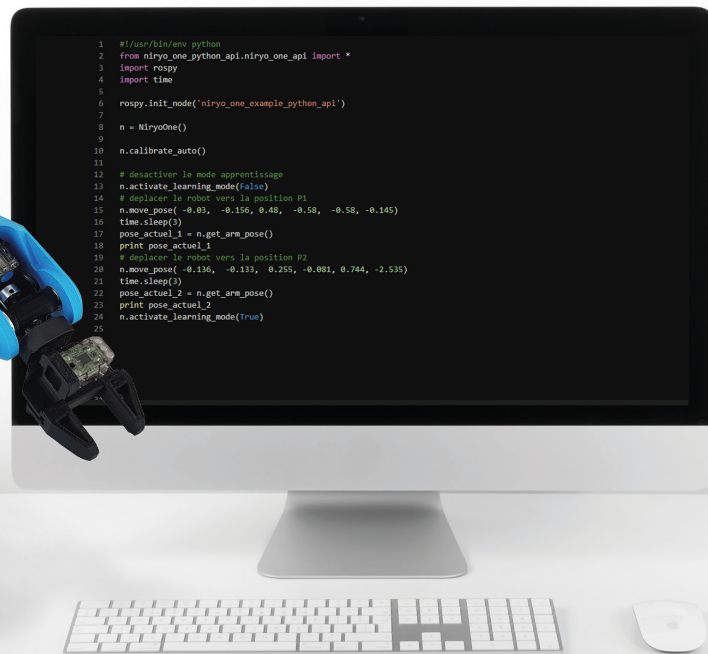 1 #!/usr/bin/env python
2 from niryo_one_python_api.niryo_one_api import *
3 import rospy
4 import time
5
6 rospy.init_node('niryo_one_example_python_api')
7
8 n = NiryoOne()
9
10 n.calibrate_auto()
11
12 # desactiver le mode apprentissage
13 n.activate_learning_mode(False)
14 # deplacer le robot vers la position P1
15 n.move_pose( -0.03, -0.156, 0.48, -0.58, -0.58, -0.145)
16 time.sleep(3)
17 pose_actuel_1 = n.get_arm_pose()
18 print pose_actuel_1
19 # deplacer le robot vers la position P2
20 n.move_pose( -0.136, -0.133, 0.255, -0.081, 0.744, -2.535)
21 time.sleep(3)
22 pose_actuel_2 = n.get_arm_pose()
23 print pose_actuel_2
24 n.activate_learning_mode(True)
25